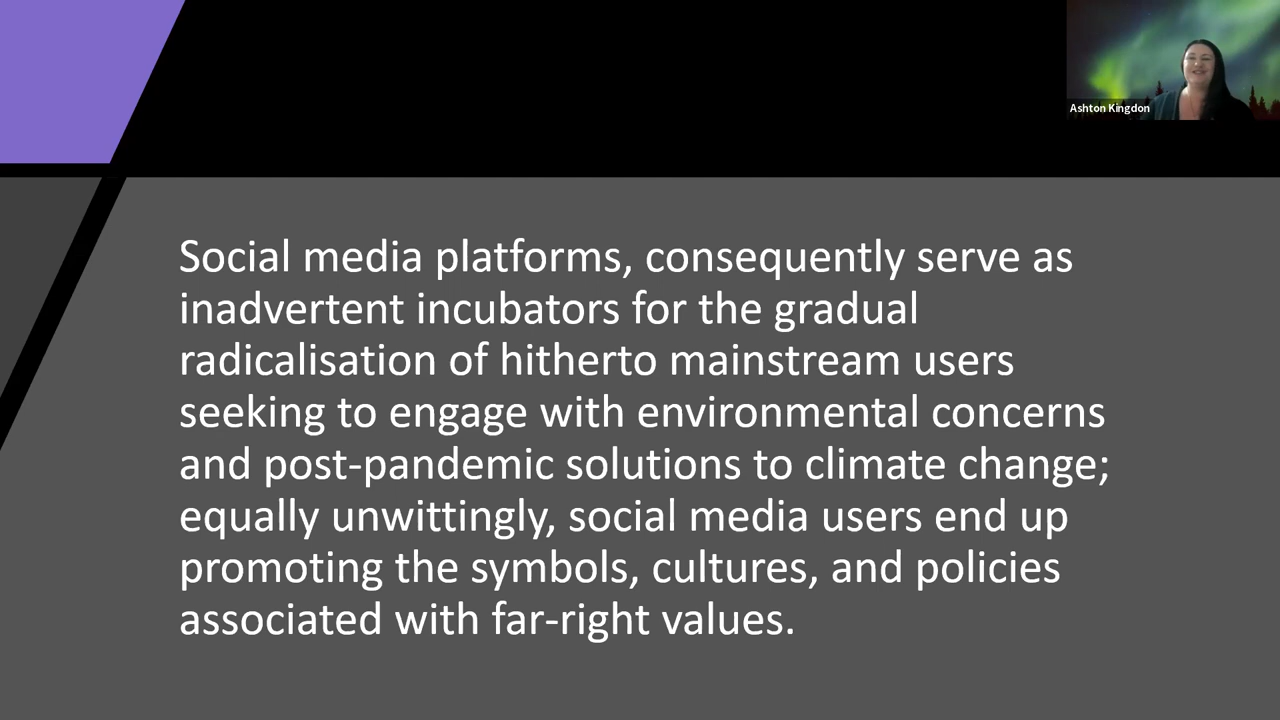 Ashton Kingdon
Social media platforms, consequently serve as
inadvertent incubators for the gradual
radicalisation of hitherto mainstream users
seeking to engage with environmental concerns
and post-pandemic solutions to climate change;
equally unwittingly, social media users end up
promoting the symbols, cultures, and policies
associated with far-right values.